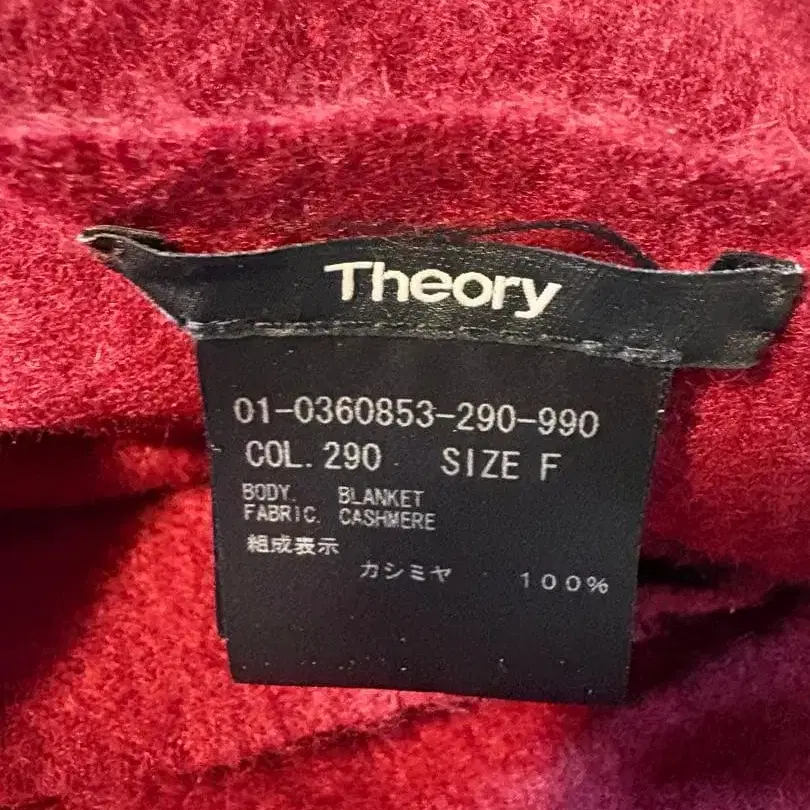 Theory
01-0360853-290-990
COL. 290 SIZE F
BODY. BLANKET
FABRIC. CASHMERE
組成表示
カシミヤ 100%